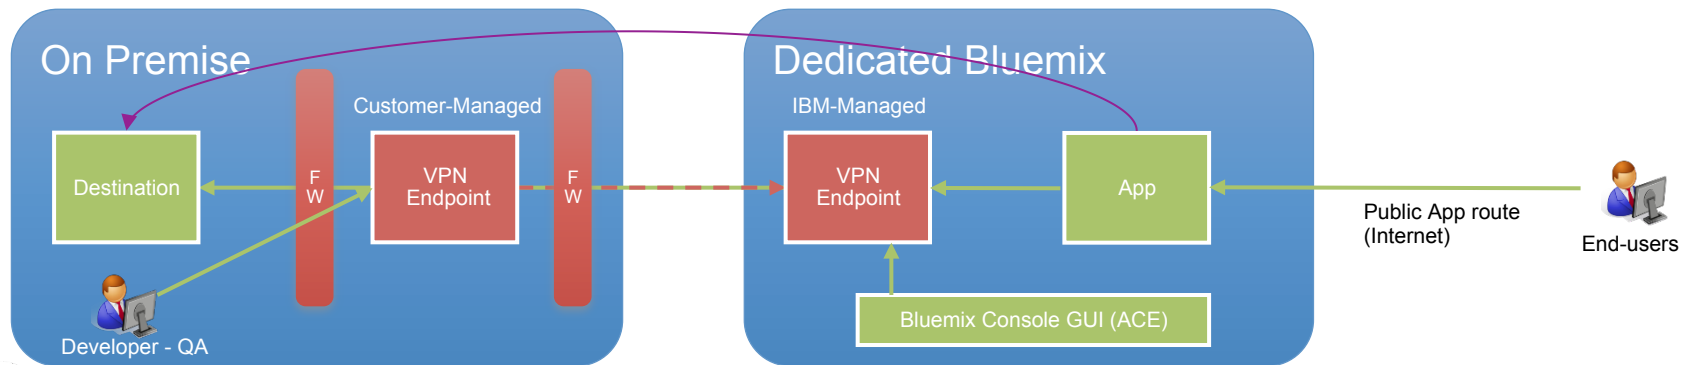 On Premise
Customer-Managed
Destination
F
W
VPN
Endpoint
F
W
Developer - QA
Dedicated Bluemix
IBM-Managed
VPN
Endpoint
App
Bluemix Console GUI (ACE)
Public App route
(Internet)
End-users